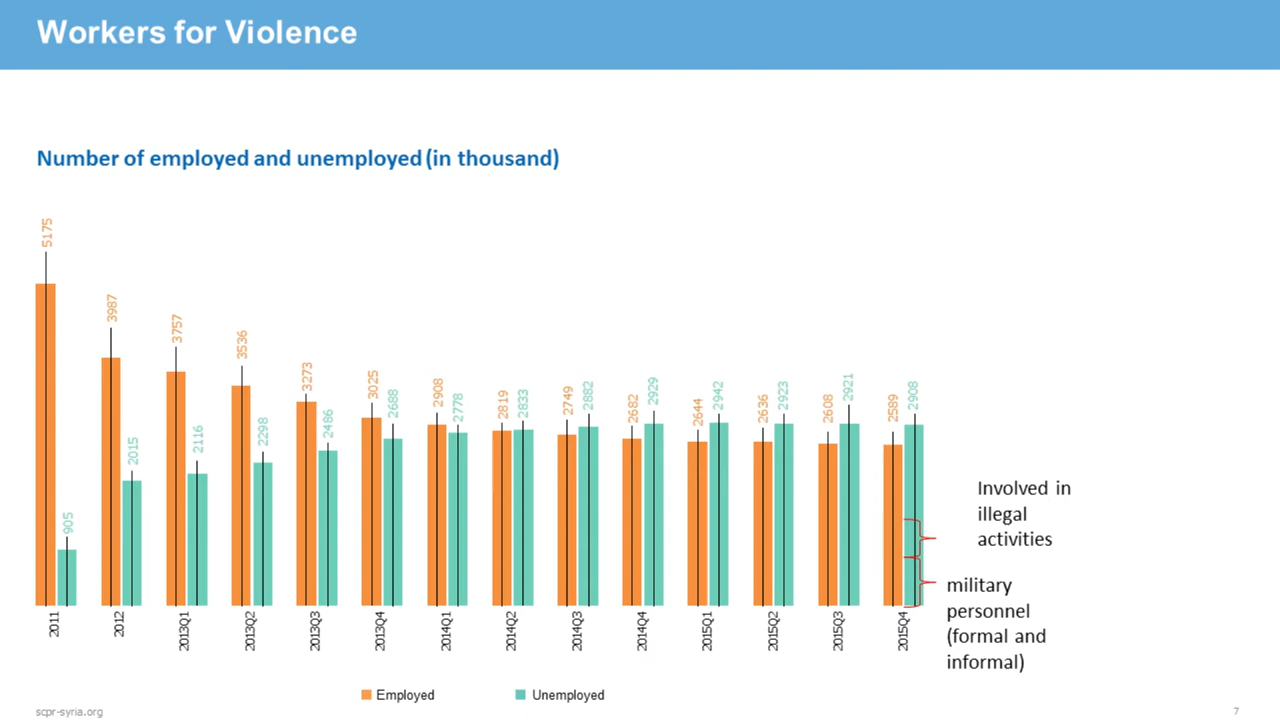 Workers for Violence
Number of employed and unemployed (in thousand)
5175
905
3987
2015
3757
2116
3536
2298
3273
2486
3025
2688
2908
2778
2819
2833
2749
2882
2682
2929
2644
2942
2636
2923
2608
2921
2589
2908
Involved in
illegal
activities
military
personnel
(formal and
informal)
2011
2012
2013Q1
2013Q2
2013Q3
2013Q4
2014Q1
2014Q2
2014Q3
2014Q4
2015Q1
2015Q2
2015Q3
2015Q4
Employed
Unemployed
scpr-syria.org
7